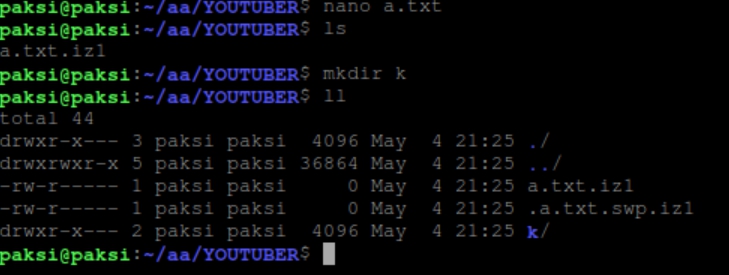 paksi@paksi:~/aa/YOUTUBER$ nano a.txt
paksi@paksi:~/aa/YOUTUBER$ ls
a.txt.izl
paksi@paksi:~/aa/YOUTUBER$ mkdir k
paksi@paksi:~/aa/YOUTUBER$ ll
total 44
drwxr-x--- 3 paksi paksi  4096 May  4 21:25 ./
drwxrwxr-x 5 paksi paksi 36864 May  4 21:25 ../
-rw-r----- 1 paksi paksi     0 May  4 21:25 a.txt.izl
-rw-r----- 1 paksi paksi     0 May  4 21:25 .a.txt.swp.izl
drwxr-x--- 2 paksi paksi  4096 May  4 21:25 k/
paksi@paksi:~/aa/YOUTUBER$